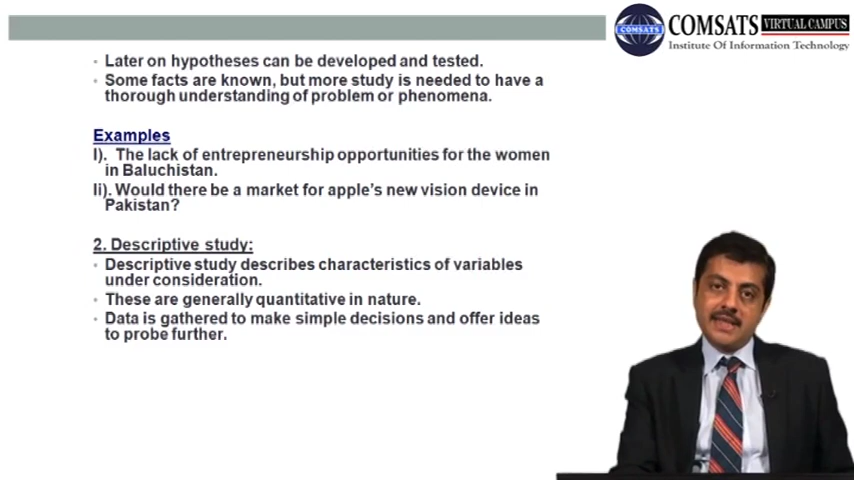 COMSATS VIRTUAL CAMPUS
Institute Of Information Technology
• Later on hypotheses can be developed and tested.
• Some facts are known, but more study is needed to have a
thorough understanding of problem or phenomena.
Examples
I). The lack of entrepreneurship opportunities for the women
in Baluchistan.
Ii). Would there be a market for apple's new vision device in
Pakistan?
2. Descriptive study:
• Descriptive study describes characteristics of variables
under consideration.
• These are generally quantitative in nature.
• Data is gathered to make simple decisions and offer ideas
to probe further.